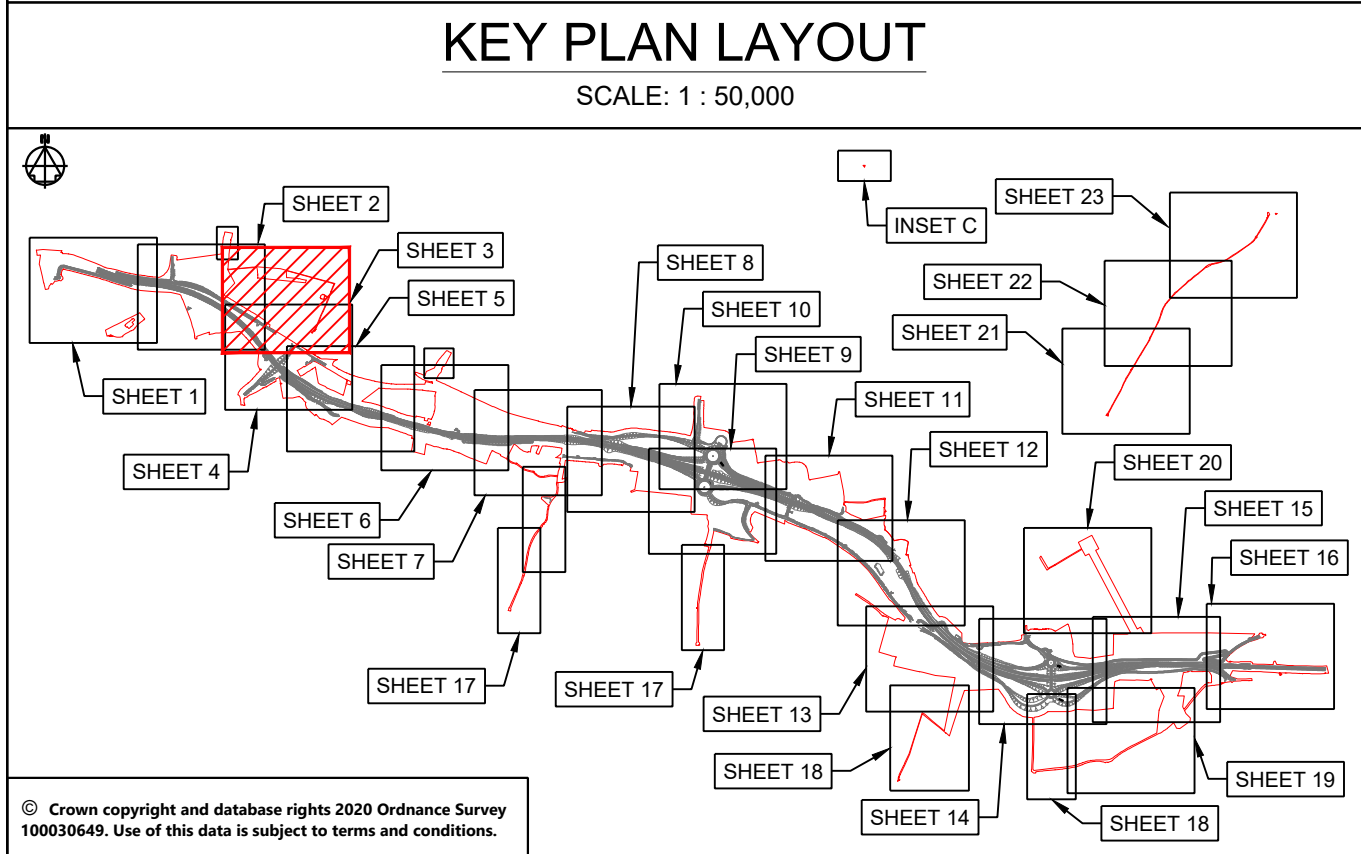 KEY PLAN LAYOUT
SCALE: 1 : 50,000
N
SHEET 2
SHEET 23
INSET C
SHEET 3
SHEET 8
SHEET 22
SHEET 5
SHEET 10
SHEET 21
SHEET 9
SHEET 1
SHEET 11
SHEET 12
SHEET 4
SHEET 20
SHEET 15
SHEET 6
SHEET 16
SHEET 7
SHEET 17
SHEET 17
SHEET 13
SHEET 18
SHEET 19
SHEET 14
SHEET 18
© Crown copyright and database rights 2020 Ordnance Survey
100030649. Use of this data is subject to terms and conditions.